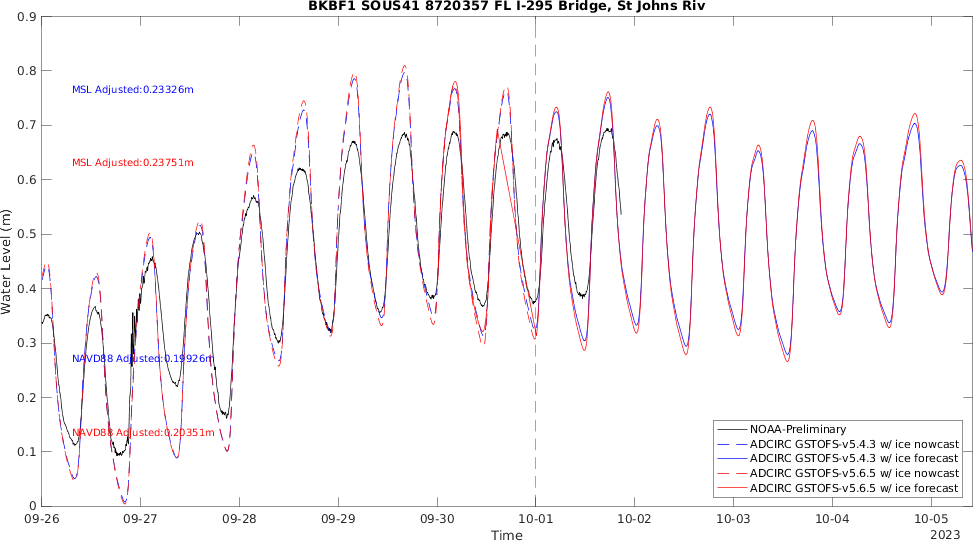 BKBF1 SOUS41 8720357 FL I-295 Bridge, St Johns Riv
Water Level (m)
0.9
0.8
0.7
0.6
0.5
0.4
0.3
0.2
0.1
0
MSL Adjusted:0.23326m
MSL Adjusted:0.23751m
NAVD88 Adjusted:0.19926m
NAVD88 Adjusted:0.20351m
NOAA-Preliminary
ADCIRC GSTOFS-v5.4.3 w/ ice nowcast
ADCIRC GSTOFS-v5.4.3 w/ ice forecast
ADCIRC GSTOFS-v5.6.5 w/ ice nowcast
ADCIRC GSTOFS-v5.6.5 w/ ice forecast
09-26 09-27 09-28 09-29 09-30 10-01 10-02 10-03 10-04 10-05
Time 2023